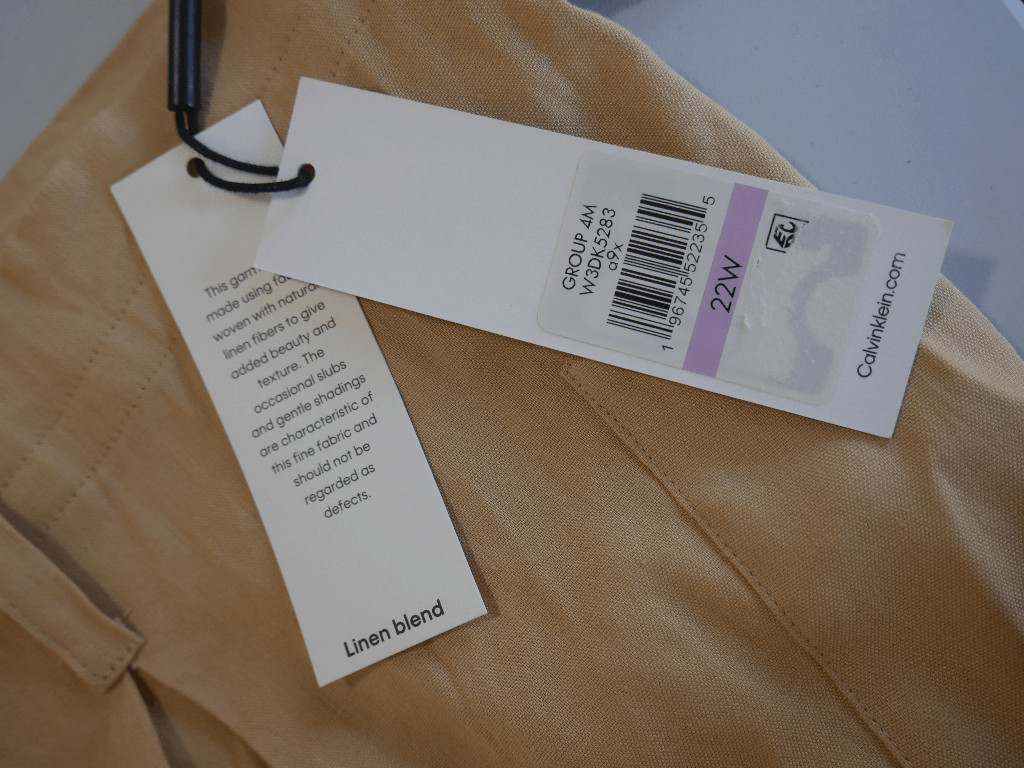 This garm
made using fa
woven with natura
linen fibers to give
added beauty and
texture. The
occasional slubs
and gentle shadings
are characteristic of
this fine fabric and
should not be
regarded as
defects.
Linen blend
GROUP 4M
W3DK5283
a9x
1 96745 52235 5
22W
Calvinklein.com